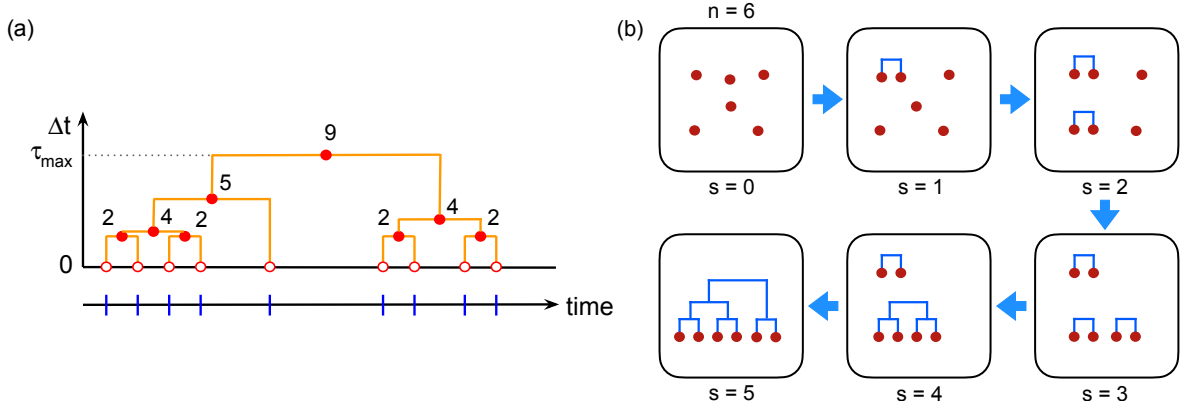 (a)
Δt
τmax
9
5
2
4
2
4
2
2
0
time
(b)
n = 6
s = 0
s = 1
s = 2
s = 5
s = 4
s = 3